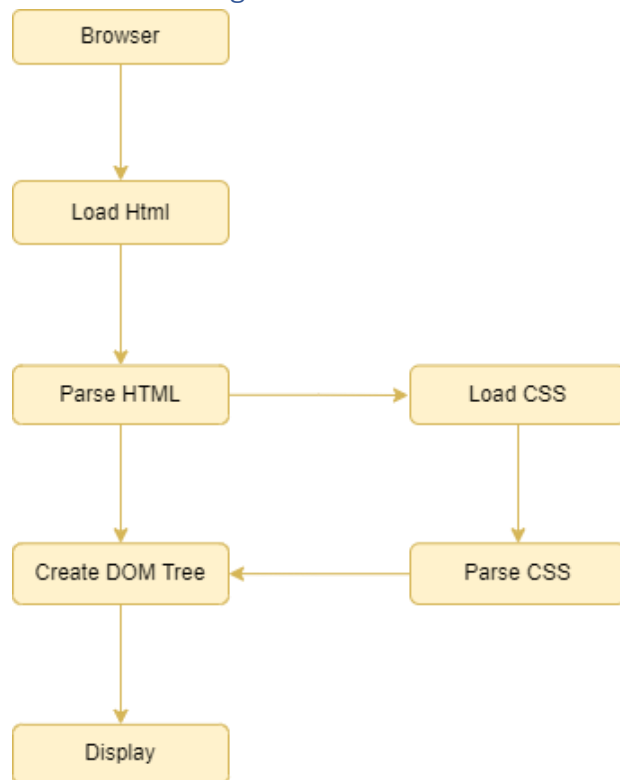 Browser
Load Html
Parse HTML
Load CSS
Create DOM Tree
Parse CSS
Display